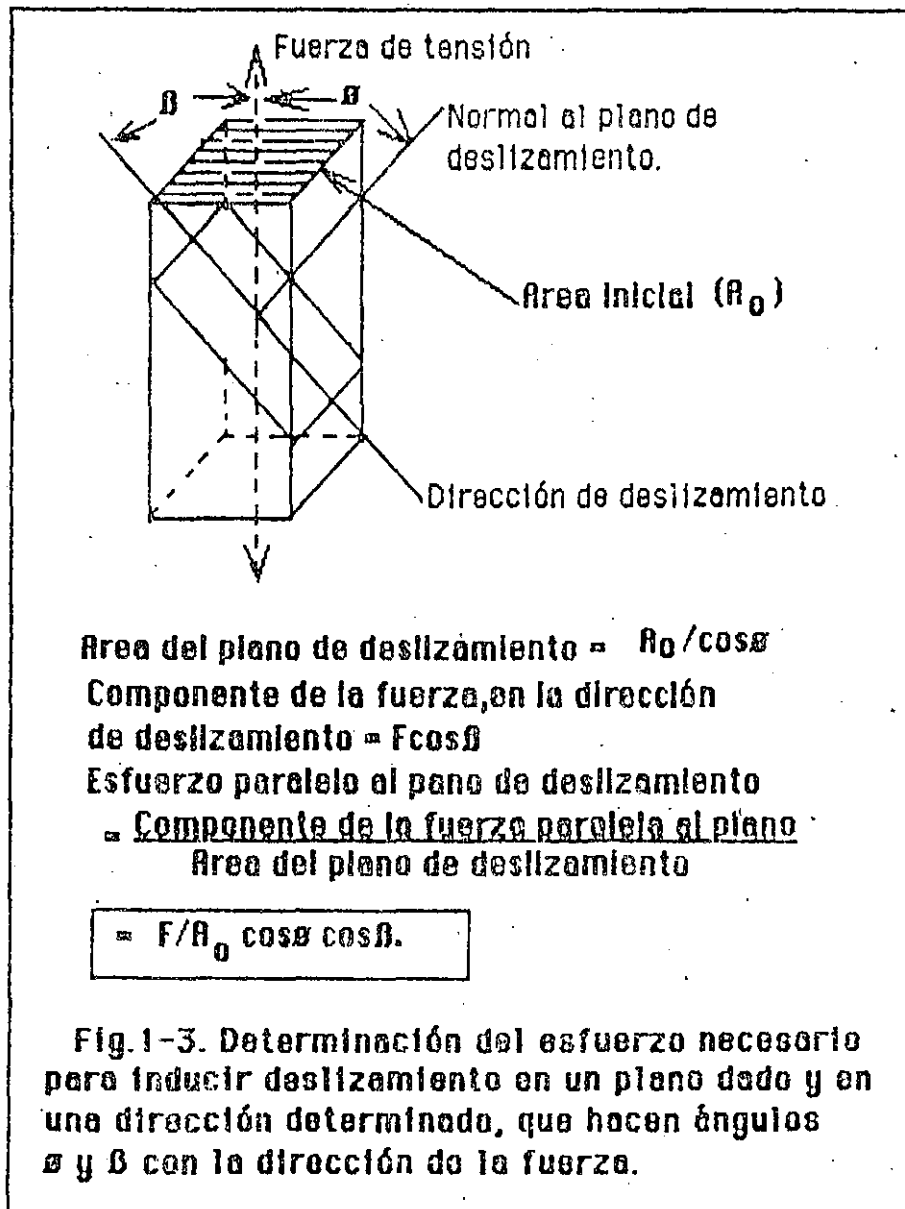 Fuerza de tensión
ß ø
Normal al plano de
deslizamiento.
Area Inicial (A₀)
Dirección de deslizamiento
Area del plano de deslizamiento = A₀/cosø
Componente de la fuerza,en la dirección
de deslizamiento = Fcosß
Esfuerzo paralelo al pano de deslizamiento
= Componente de la fuerza paralela al plano
Area del plano de deslizamiento
= F/A₀ cosø cosß.
Fig.1-3. Determinación del esfuerzo necesario
para inducir deslizamiento en un plano dado y en
una dirección determinada, que hacen ángulos
ø y ß con la dirección de la fuerza.